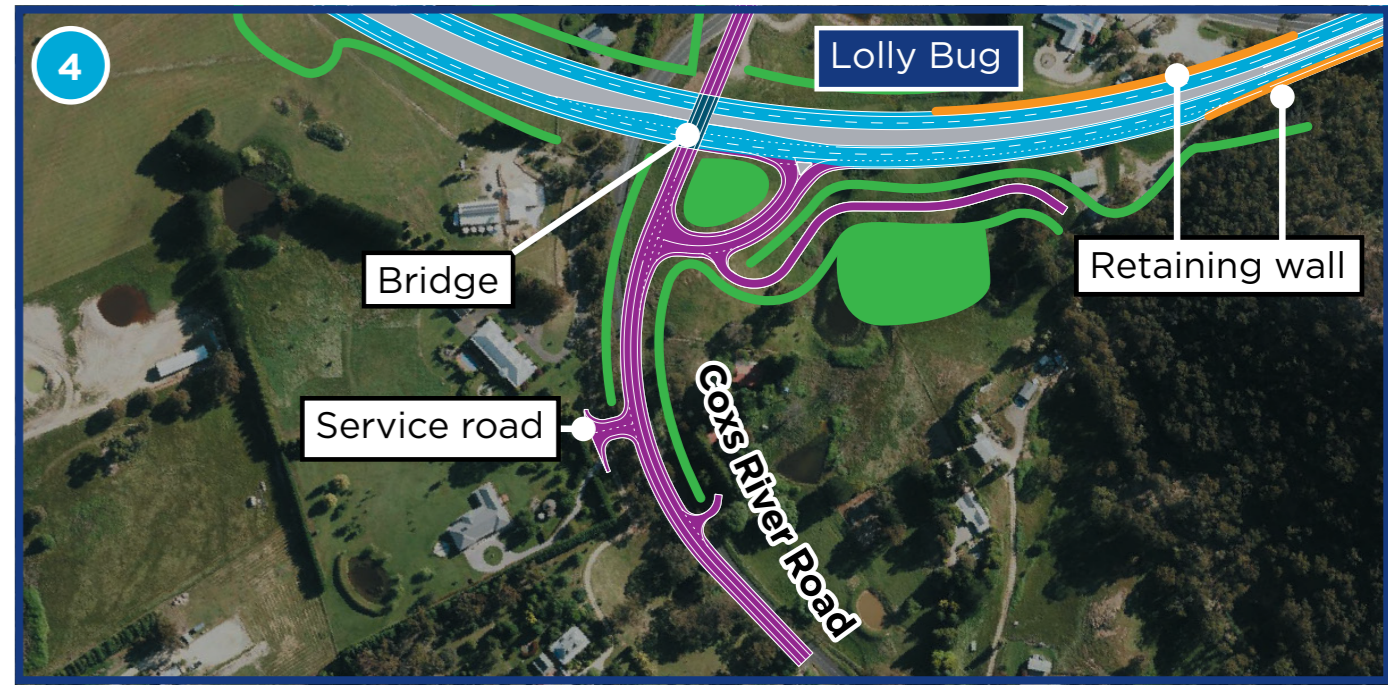 4
Lolly Bug
Bridge
Retaining wall
Service road
Coxs River Road